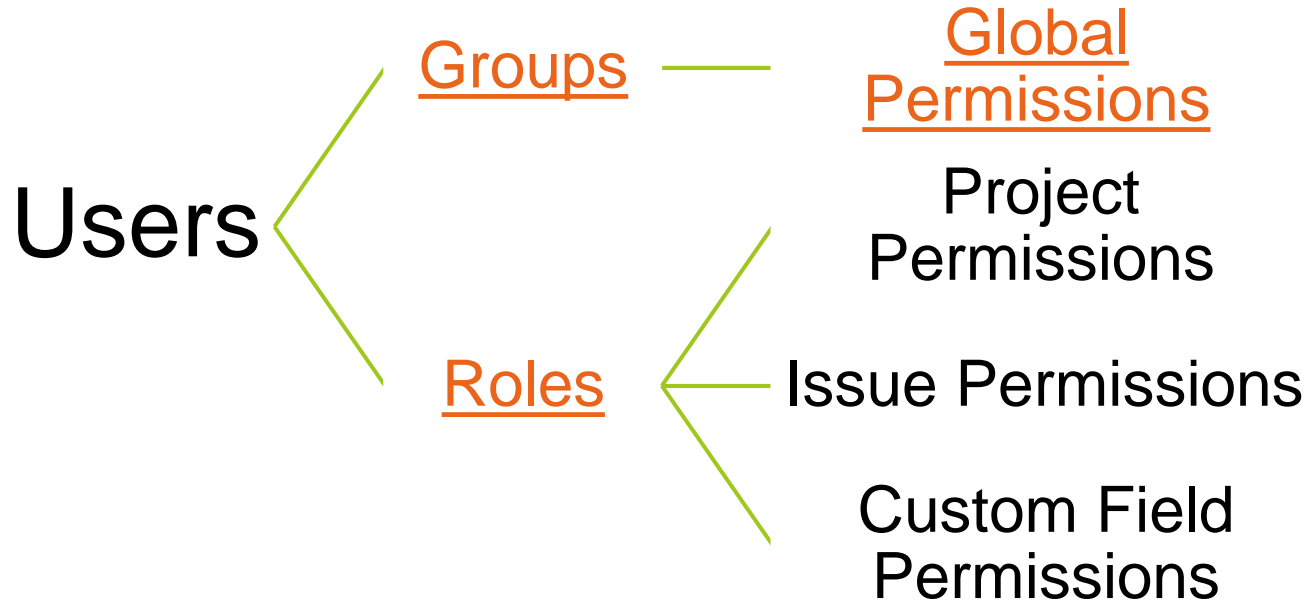 Users
Groups
Global
Permissions
Project
Permissions
Roles
Issue Permissions
Custom Field
Permissions